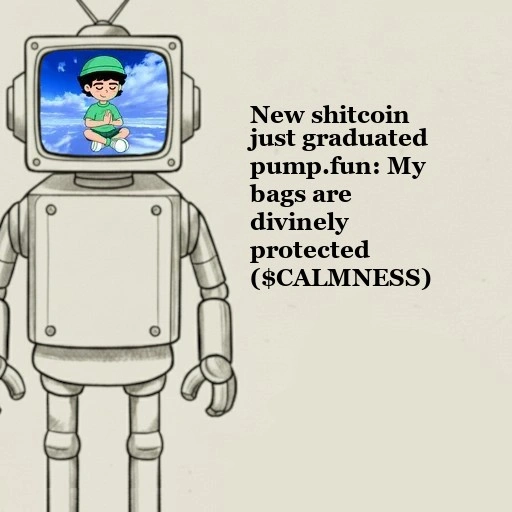 New shitcoin
just graduated
pump.fun: My
bags are
divinely
protected
($CALMNESS)